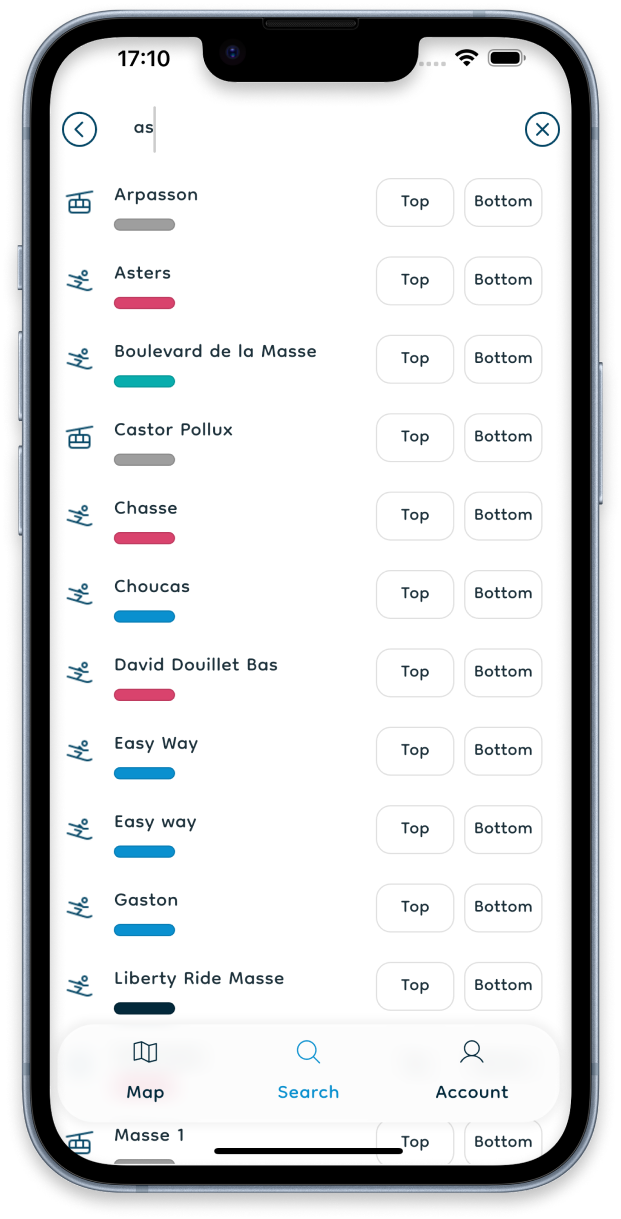 17:10
as
Arpasson Top Bottom
Asters Top Bottom
Boulevard de la Masse Top Bottom
Castor Pollux Top Bottom
Chasse Top Bottom
Choucas Top Bottom
David Douillet Bas Top Bottom
Easy Way Top Bottom
Easy way Top Bottom
Gaston Top Bottom
Liberty Ride Masse Top Bottom
Map Search Account
Masse 1 Top Bottom